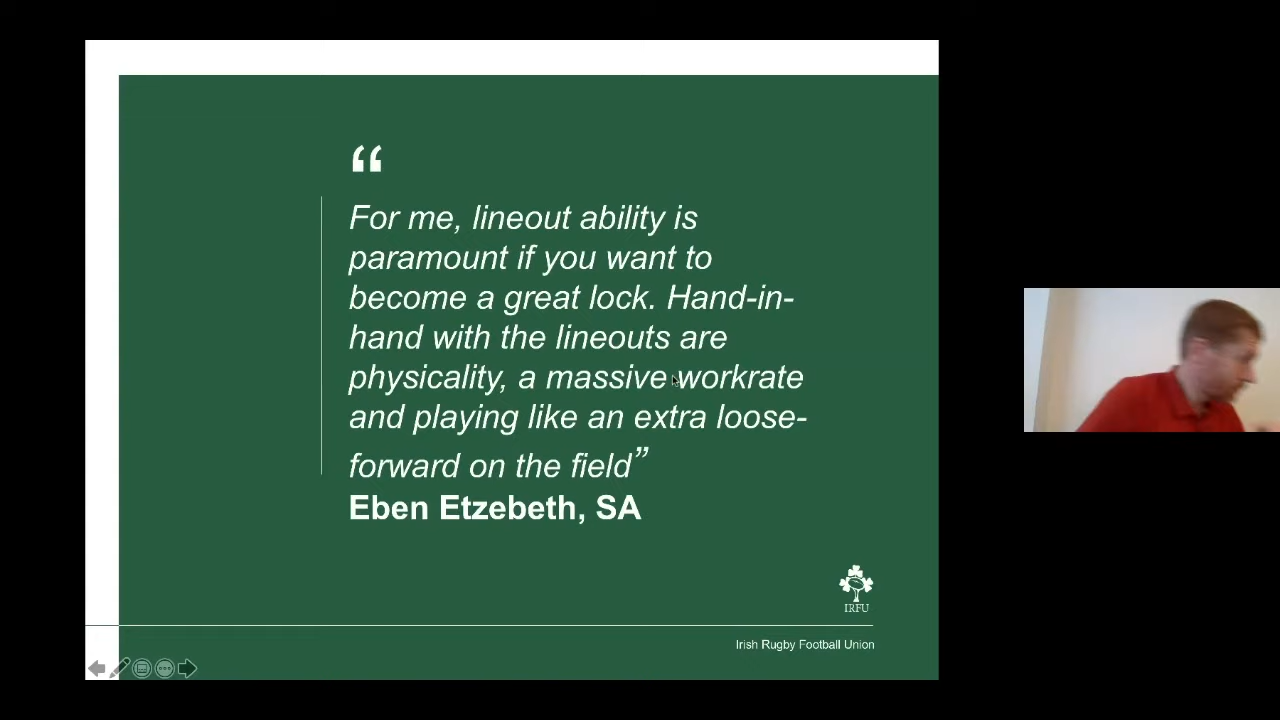 “
For me, lineout ability is
paramount if you want to
become a great lock. Hand-in-
hand with the lineouts are
physicality, a massive workrate
and playing like an extra loose-
forward on the field”
Eben Etzebeth, SA
IRFU
Irish Rugby Football Union